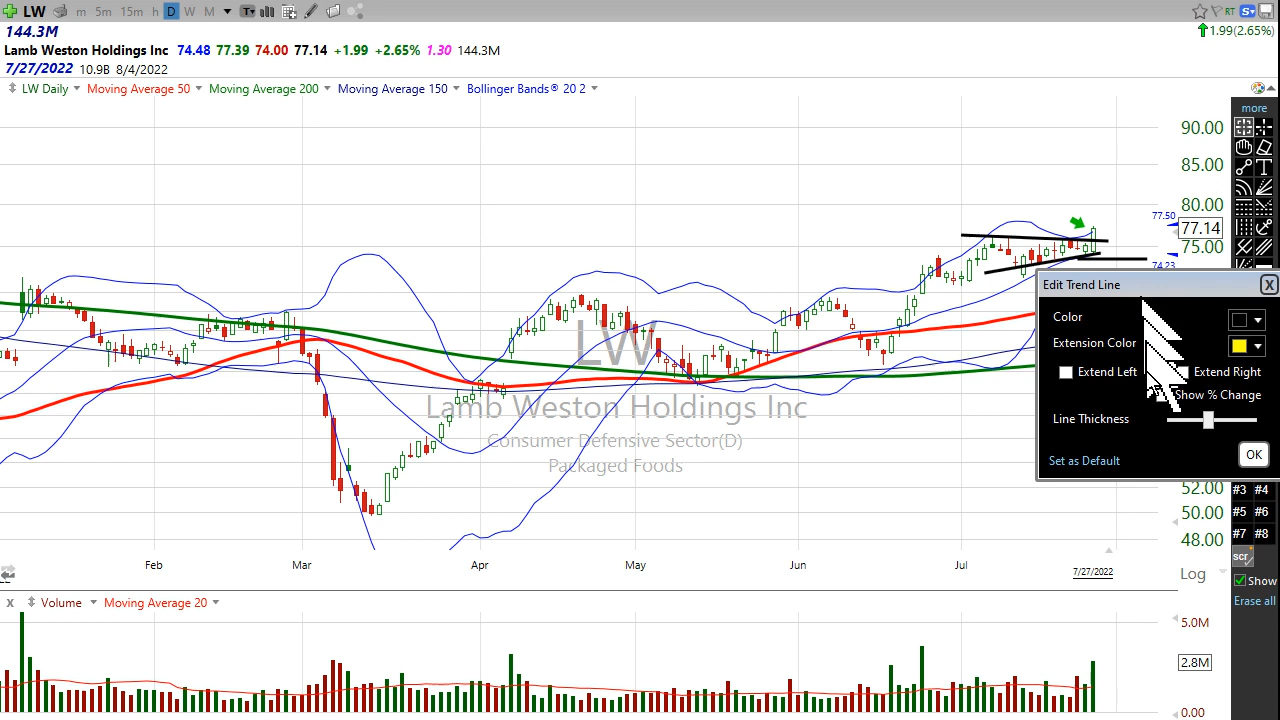 LW m 5m 15m h D W M T RT S
144.3M
1.99(2.65%)
Lamb Weston Holdings Inc 74.48 77.39 74.00 77.14 +1.99 +2.65% 1.30 144.3M
7/27/2022 10.9B 8/4/2022
LW Daily Moving Average 50 Moving Average 200 Moving Average 150 Bollinger Bands® 20 2
more
90.00
85.00
80.00
77.50
77.14
75.00
74.23
Edit Trend Line X
Color
Extension Color
Extend Left Extend Right
Show % Change
Line Thickness
Set as Default OK
LW
Lamb Weston Holdings Inc
Consumer Defensive Sector(D)
Packaged Foods
52.00
50.00
48.00
#3 #4
#5 #6
#7 #8
scr
Feb Mar Apr May Jun Jul 7/27/2022
Log
Show
Erase all
X Volume Moving Average 20
5.0M
2.8M
0.00